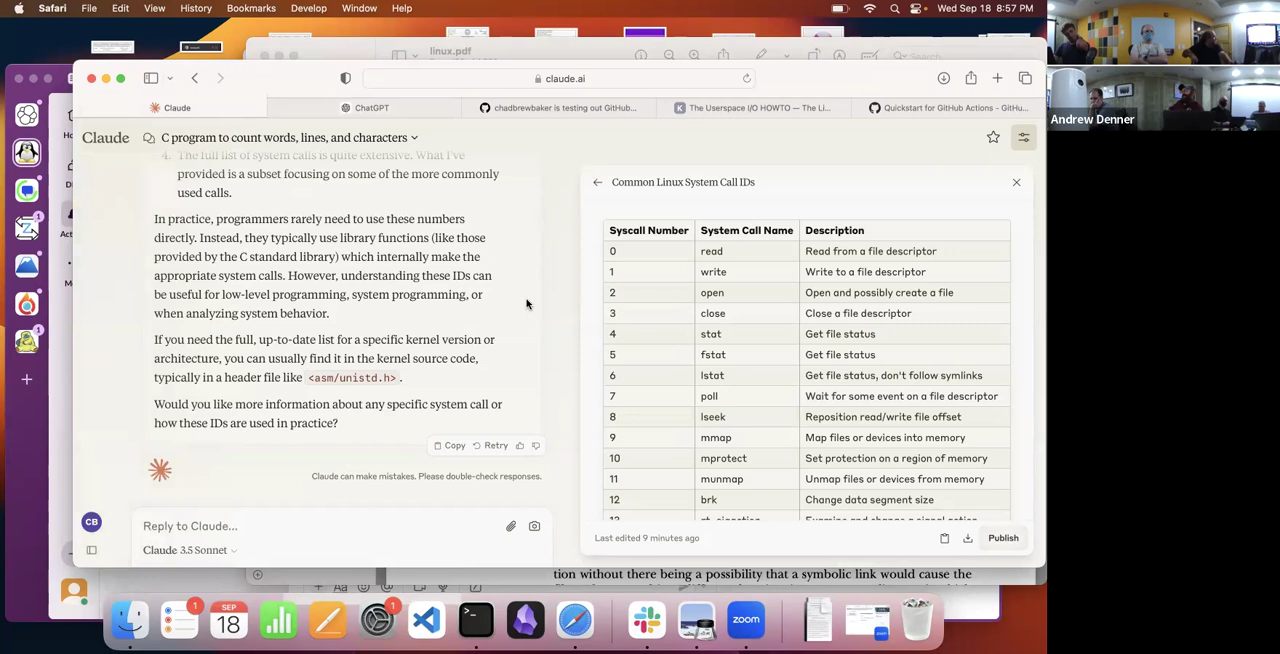 Safari File Edit View History Bookmarks Develop Window Help
Wed Sep 18 8:57 PM
linux.pdf
Search
claude.ai
Claude
ChatGPT
chadbrewbaker is testing out GitHub...
The Userspace I/O HOWTO — The Li...
Quickstart for GitHub Actions - GitHu...
Andrew Denner
Claude
C program to count words, lines, and characters
4. The full list of system calls is quite extensive. What I've
provided is a subset focusing on some of the more commonly
used calls.
In practice, programmers rarely need to use these numbers
directly. Instead, they typically use library functions (like those
provided by the C standard library) which internally make the
appropriate system calls. However, understanding these IDs can
be useful for low-level programming, system programming, or
when analyzing system behavior.
If you need the full, up-to-date list for a specific kernel version or
architecture, you can usually find it in the kernel source code,
typically in a header file like <asm/unistd.h>.
Would you like more information about any specific system call or
how these IDs are used in practice?
Copy Retry
Claude can make mistakes. Please double-check responses.
CB
Reply to Claude...
Claude 3.5 Sonnet
Common Linux System Call IDs
Syscall Number System Call Name Description
0 read Read from a file descriptor
1 write Write to a file descriptor
2 open Open and possibly create a file
3 close Close a file descriptor
4 stat Get file status
5 fstat Get file status
6 lstat Get file status, don't follow symlinks
7 poll Wait for some event on a file descriptor
8 lseek Reposition read/write file offset
9 mmap Map files or devices into memory
10 mprotect Set protection on a region of memory
11 munmap Unmap files or devices from memory
12 brk Change data segment size
Last edited 9 minutes ago
Publish
tion without there being a possibility that a symbolic link would cause the
Aa
1
SEP
18
1
zoom